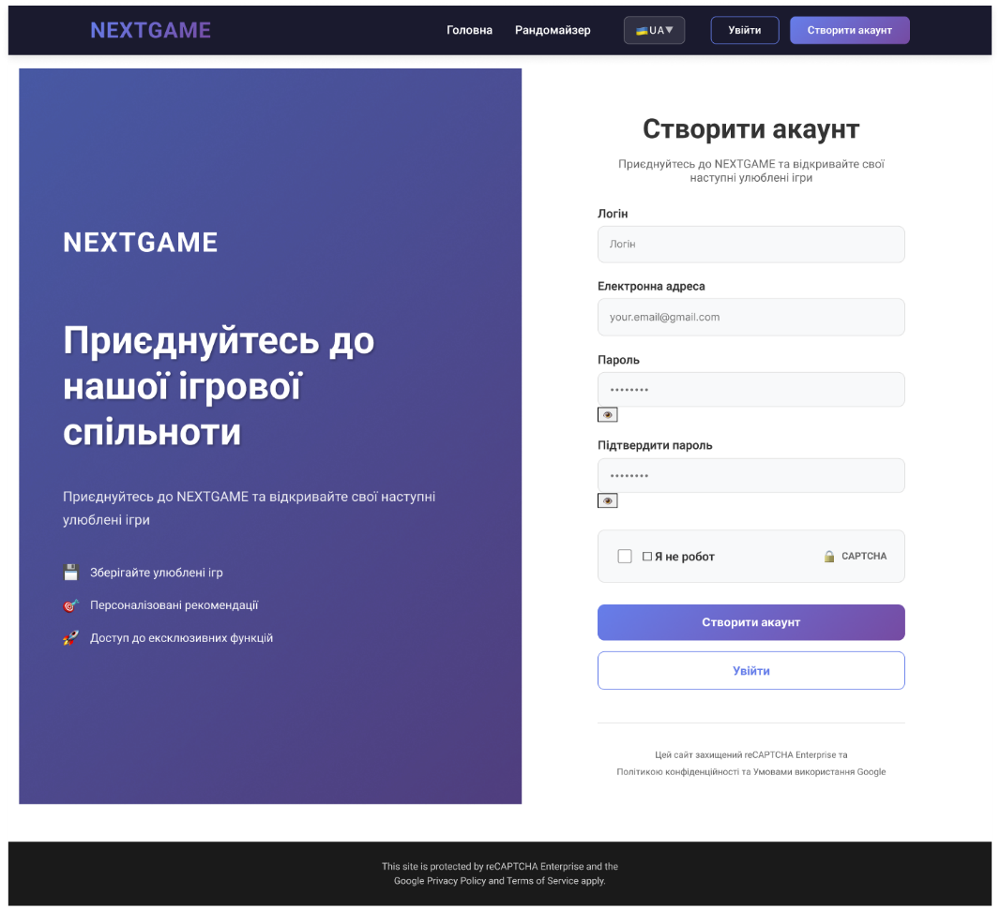 NEXTGAME
Головна
Рандомайзер
UA▼
Увійти
Створити акаунт
NEXTGAME
Приєднуйтесь до
нашої ігрової
спільноти
Приєднуйтесь до NEXTGAME та відкривайте свої наступні
улюблені ігри
Зберігайте улюблені ігр
Персоналізовані рекомендації
Доступ до ексклюзивних функцій
Створити акаунт
Приєднуйтесь до NEXTGAME та відкривайте свої
наступні улюблені ігри
Логін
Логін
Електронна адреса
your.email@gmail.com
Пароль
••••••••
Підтвердити пароль
••••••••
☐ Я не робот
CAPTCHA
Створити акаунт
Увійти
Цей сайт захищений reCAPTCHA Enterprise та
Політикою конфіденційності та Умовами використання Google
This site is protected by reCAPTCHA Enterprise and the
Google Privacy Policy and Terms of Service apply.